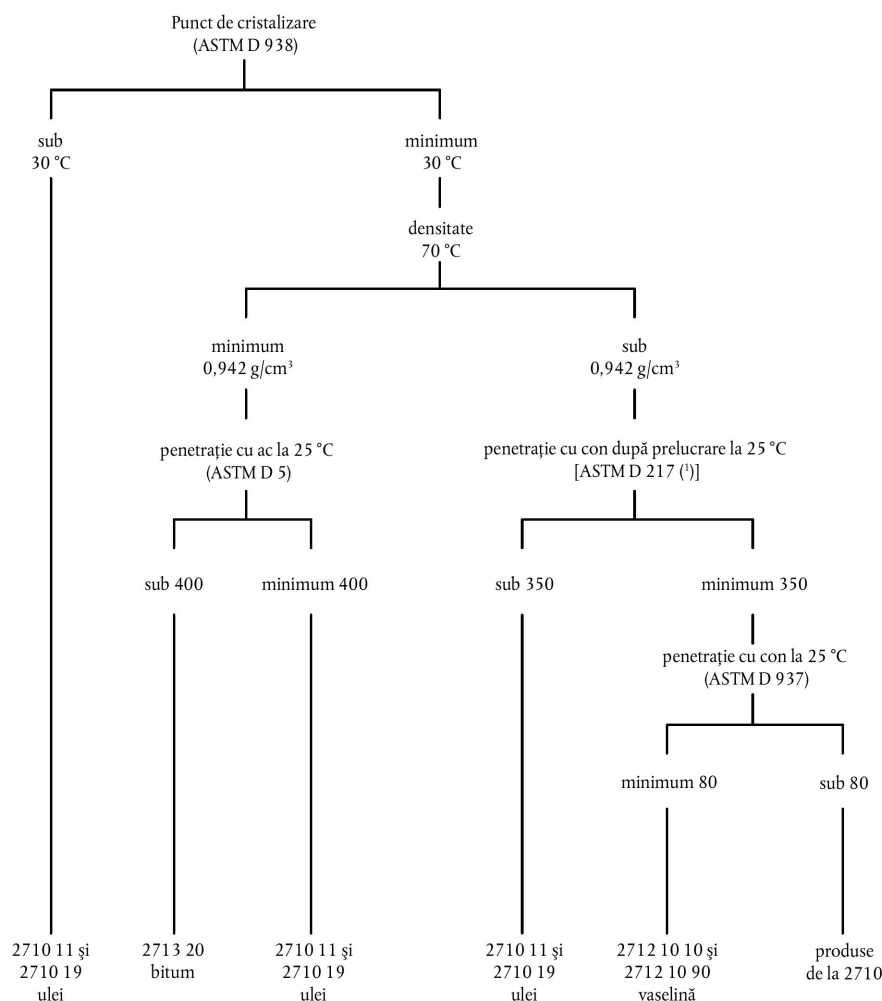 Punct de cristalizare
(ASTM D 938)
sub
30 °C
minimum
30 °C
densitate
70 °C
minimum
0,942 g/cm³
sub
0,942 g/cm³
penetrație cu ac la 25 °C
(ASTM D 5)
penetrație cu con după prelucrare la 25 °C
[ASTM D 217 (¹)]
sub 400
minimum 400
sub 350
minimum 350
penetrație cu con la 25 °C
(ASTM D 937)
minimum 80
sub 80
2710 11 şi
2710 19
ulei
2713 20
bitum
2710 11 şi
2710 19
ulei
2710 11 şi
2710 19
ulei
2712 10 10 şi
2712 10 90
vaselină
produse
de la 2710